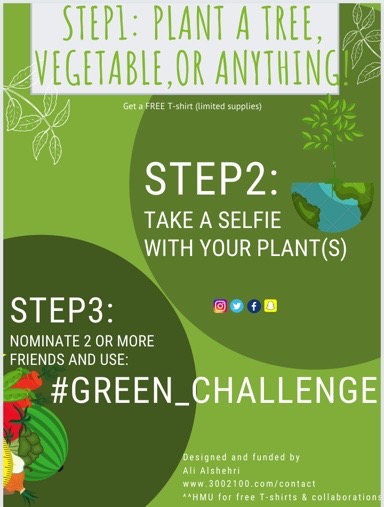 STEP1: PLANT A TREE,
VEGETABLE,OR ANYTHING!
Get a FREE T-shirt (limited supplies)
STEP2:
TAKE A SELFIE
WITH YOUR PLANT(S)
STEP3:
NOMINATE 2 OR MORE
FRIENDS AND USE:
#GREEN_CHALLENGE
Designed and funded by
Ali Alshehri
www.3002100.com/contact
^^HMU for free T-shirts & collaborations